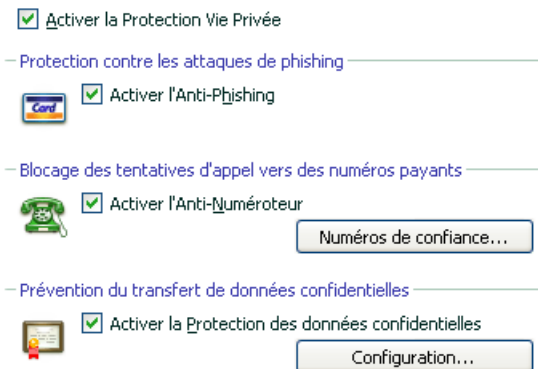 Activer la Protection Vie Privée
Protection contre les attaques de phishing
Card
Activer l'Anti-Phishing
Blocage des tentatives d'appel vers des numéros payants
Activer l'Anti-Numéroteur
Numéros de confiance...
Prévention du transfert de données confidentielles
Activer la Protection des données confidentielles
Configuration...